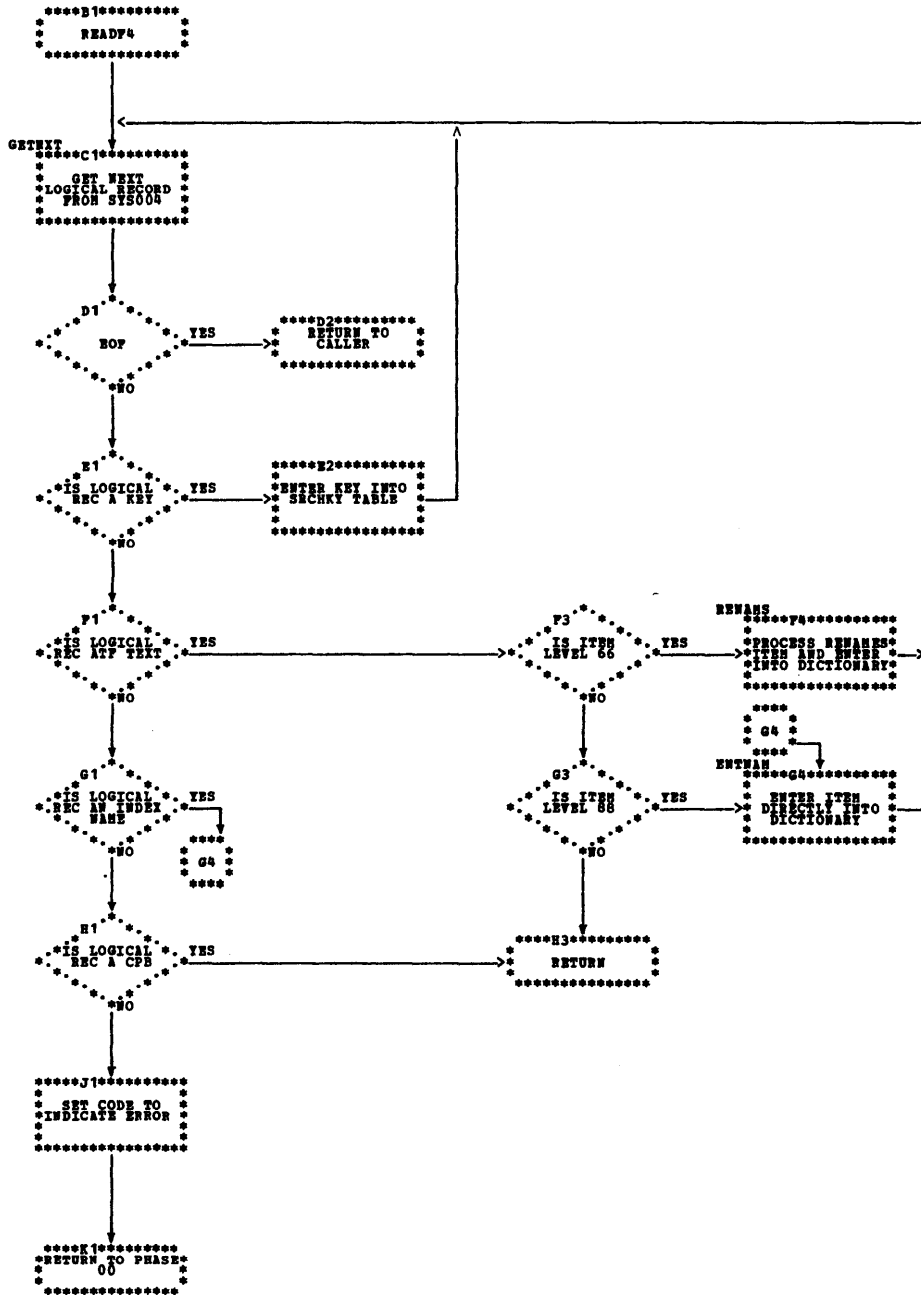 B1
READF4
GETNXT
C1
GET NEXT
LOGICAL RECORD
FROM SYS004
D1
EOF
YES
D2
RETURN TO
CALLER
NO
E1
IS LOGICAL
REC A KEY
YES
E2
ENTER KEY INTO
SRCHKY TABLE
NO
F1
IS LOGICAL
REC ATF TEXT
YES
F3
IS ITEM
LEVEL 66
YES
RENAMS
F4
PROCESS RENAMES
ITEM AND ENTER
INTO DICTIONARY
NO
NO
G4
G1
IS LOGICAL
REC AN INDEX
NAME
YES
G4
G3
IS ITEM
LEVEL 88
YES
ENTNAM
G4
ENTER ITEM
DIRECTLY INTO
DICTIONARY
NO
NO
H1
IS LOGICAL
REC A CPB
YES
H3
RETURN
NO
J1
SET CODE TO
INDICATE ERROR
K1
RETURN TO PHASE
00